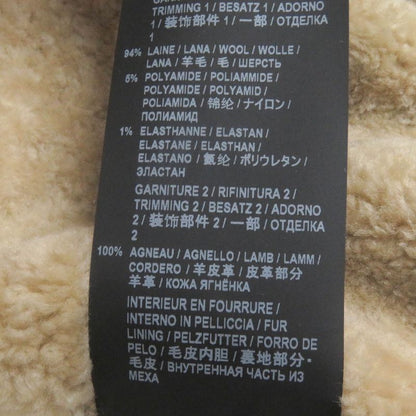 TRIMMING 1 / BESATZ 1 / ADORNO
1 / 装饰部件 / 一部 / ОТДЕЛКА
1
94% LAINE / LANA / WOOL / WOLLE /
LANA / 羊毛 / 毛 / ШЕРСТЬ
5% POLYAMIDE / POLIAMMIDE /
POLYAMIDE / POLYAMID /
POLIAMIDA / 锦纶 / ナイロン /
ПОЛИАМИД
1% ELASTHANNE / ELASTAN /
ELASTANE / ELASTHAN /
ELASTANO / 氨纶 / ポリウレタン /
ЭЛАСТАН
GARNITURE 2 / RIFINITURA 2 /
TRIMMING 2 / BESATZ 2 / ADORNO
2 / 装饰部件 2 / 一部 / ОТДЕЛКА
2
100% AGNEAU / AGNELLO / LAMB / LAMM /
CORDERO / 羊皮革 / 皮革部分
羊革 / КОЖА ЯГНЁНКА
INTERIEUR EN FOURRURE /
INTERNO IN PELLICCIA / FUR
LINING / PELZFUTTER / FORRO DE
PELO / 毛皮内胆 / 裏地部分・
毛皮 / ВНУТРЕННАЯ ЧАСТЬ ИЗ
МЕХА